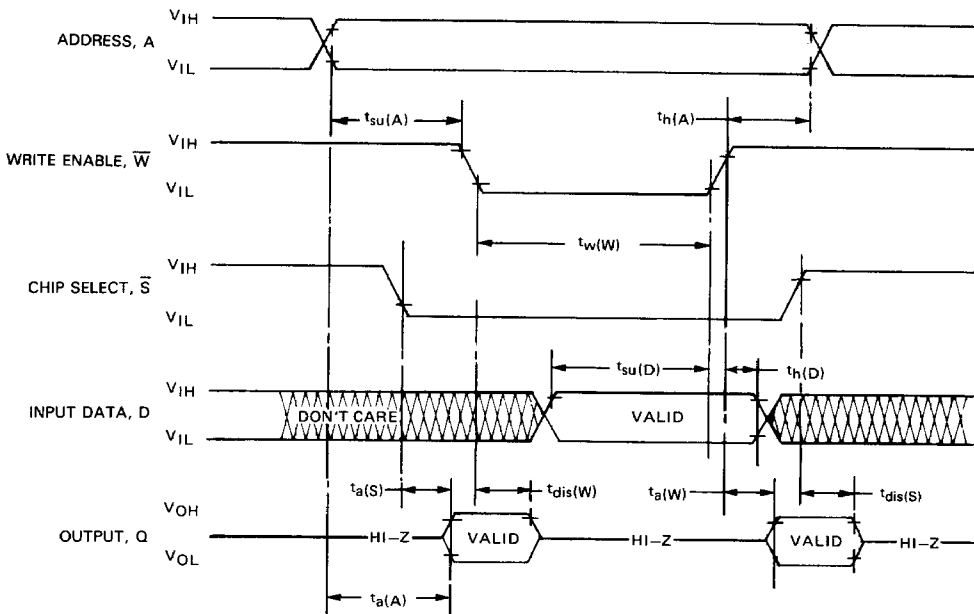 VIH
ADDRESS, A
VIL
tsu(A)
th(A)
VIH
WRITE ENABLE, W̅
VIL
tw(W)
VIH
CHIP SELECT, S̅
VIL
tsu(D)
th(D)
VIH
INPUT DATA, D
DON'T CARE
VALID
VIL
ta(S)
tdis(W)
ta(W)
tdis(S)
VOH
OUTPUT, Q
HI–Z
VALID
HI–Z
VALID
HI–Z
VOL
ta(A)